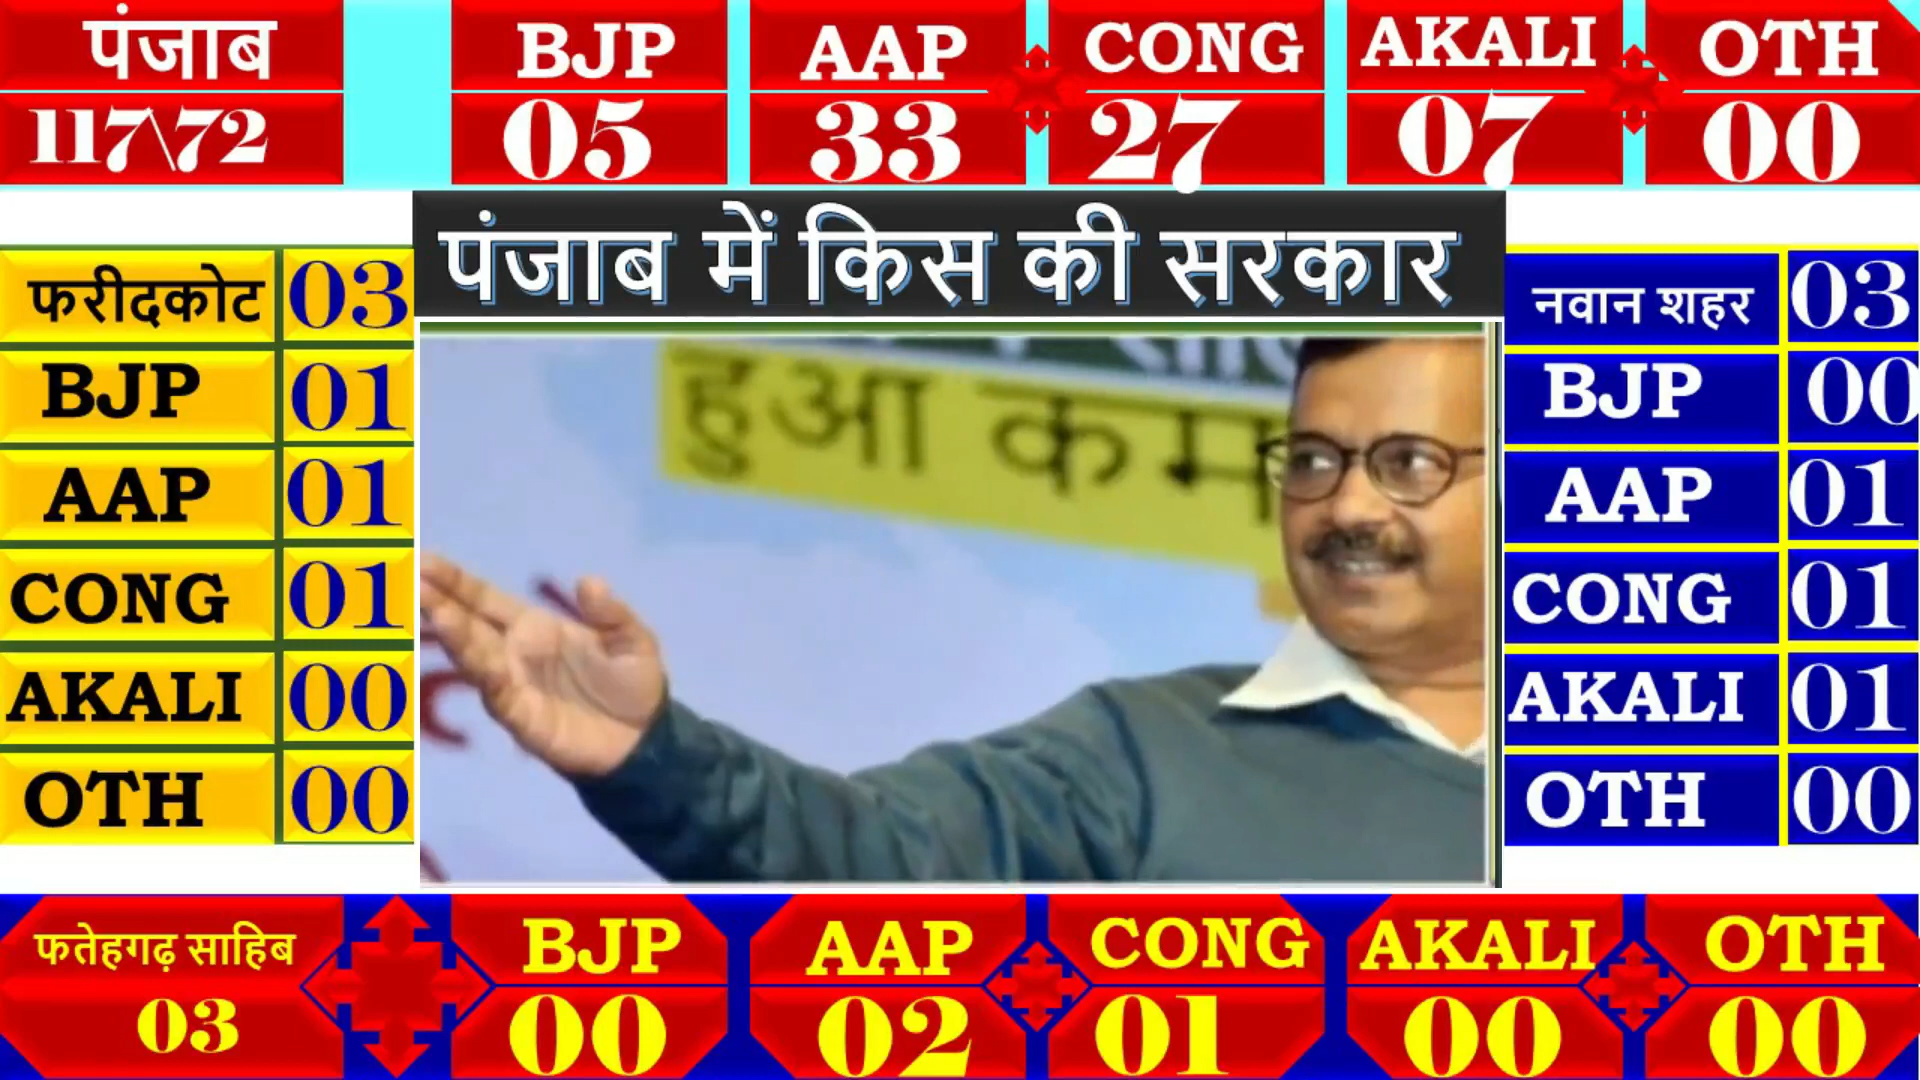 पंजाब BJP AAP CONG AKALI OTH
117\72 05 33 27 07 00
पंजाब में किस की सरकार
फरीदकोट 03
BJP 01
AAP 01
CONG 01
AKALI 00
OTH 00
हुआ कम
नवान शहर 03
BJP 00
AAP 01
CONG 01
AKALI 01
OTH 00
फतेहगढ़ साहिब BJP AAP CONG AKALI OTH
03 00 02 01 00 00